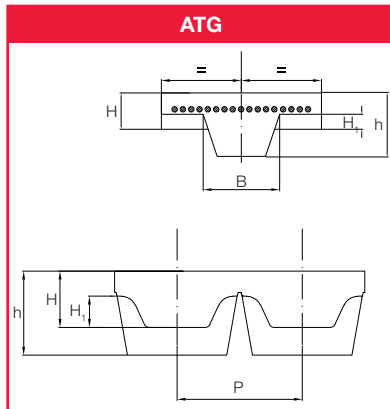 ATG
= =
H H₁ h
B
h H H₁
P